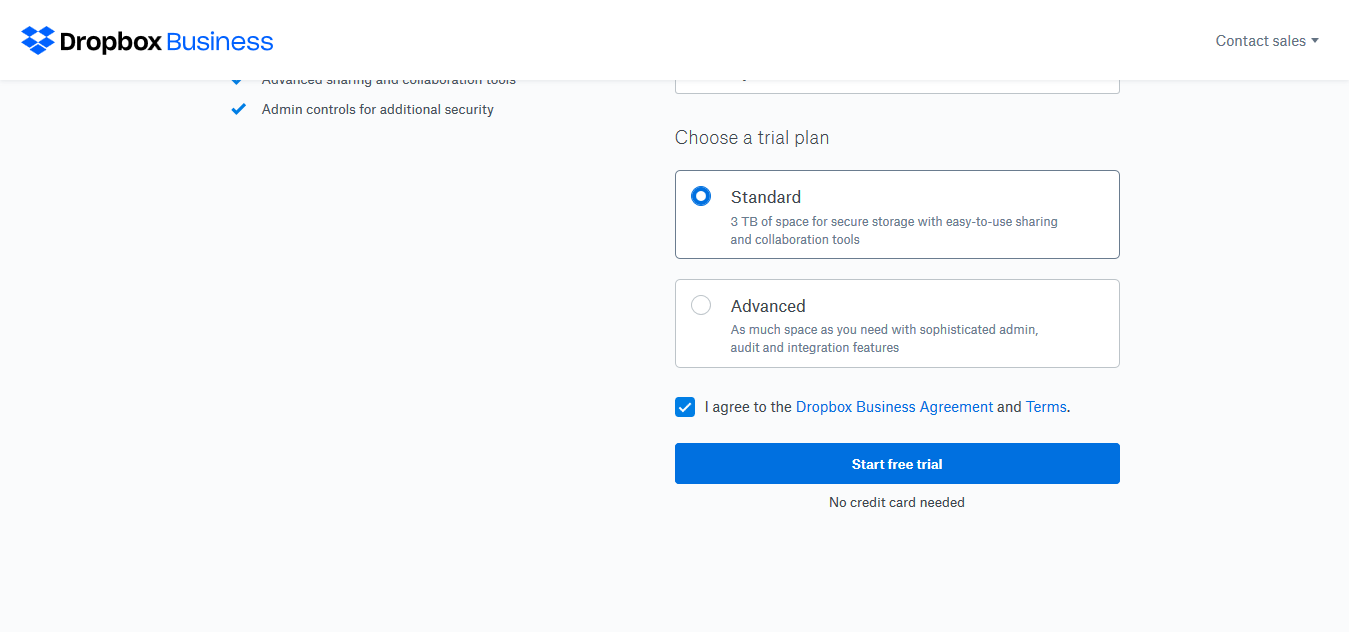 Dropbox Business
Contact sales
Advanced sharing and collaboration tools
Admin controls for additional security
Choose a trial plan
Standard
3 TB of space for secure storage with easy-to-use sharing
and collaboration tools
Advanced
As much space as you need with sophisticated admin,
audit and integration features
I agree to the Dropbox Business Agreement and Terms.
Start free trial
No credit card needed